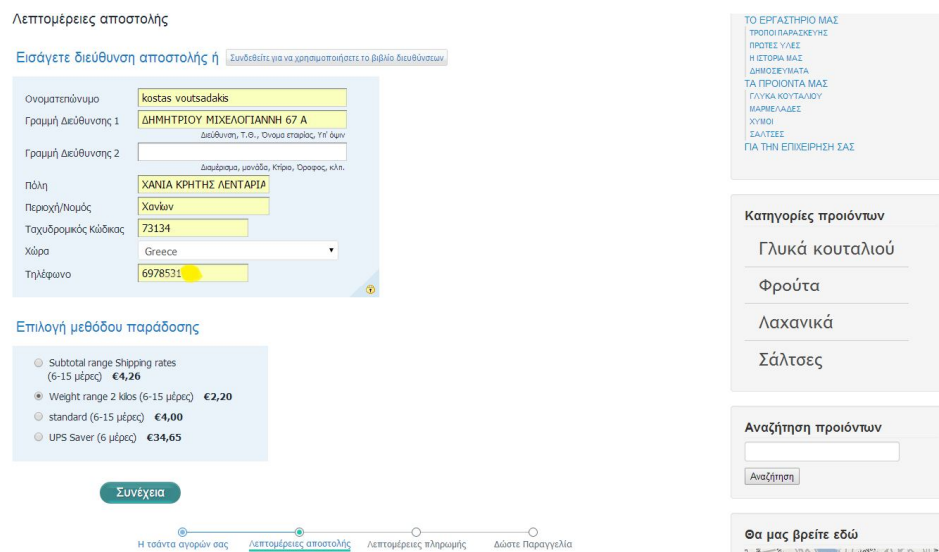 Λεπτομέρειες αποστολής
Εισάγετε διεύθυνση αποστολής ή Συνδεθείτε για να χρησιμοποιήσετε το βιβλίο διευθύνσεων
Ονοματεπώνυμο kostas voutsadakis
Γραμμή Διεύθυνσης 1 ΔΗΜΗΤΡΙΟΥ ΜΙΧΕΛΟΓΙΑΝΝΗ 67 Α
Διεύθυνση, Τ.Θ., Όνομα εταρίας, Υπ' όψιν
Γραμμή Διεύθυνσης 2
Διαμέρισμα, μονάδα, Κτίριο, Όροφος, κλπ.
Πόλη ΧΑΝΙΑ ΚΡΗΤΗΣ ΛΕΝΤΑΡΙΑ
Περιοχή/Νομός Χανίων
Ταχυδρομικός Κώδικας 73134
Χώρα Greece
Τηλέφωνο 6978531
Επιλογή μεθόδου παράδοσης
Subtotal range Shipping rates
(6-15 μέρες) €4,26
Weight range 2 kilos (6-15 μέρες) €2,20
standard (6-15 μέρες) €4,00
UPS Saver (6 μέρες) €34,65
Συνέχεια
Η τσάντα αγορών σας Λεπτομέρειες αποστολής Λεπτομέρειες πληρωμής Δώστε Παραγγελία
ΤΟ ΕΡΓΑΣΤΗΡΙΟ ΜΑΣ
ΤΡΟΠΟΙ ΠΑΡΑΣΚΕΥΗΣ
ΠΡΩΤΕΣ ΥΛΕΣ
Η ΙΣΤΟΡΙΑ ΜΑΣ
ΔΗΜΟΣΙΕΥΜΑΤΑ
ΤΑ ΠΡΟΙΟΝΤΑ ΜΑΣ
ΓΛΥΚΑ ΚΟΥΤΑΛΙΟΥ
ΜΑΡΜΕΛΑΔΕΣ
ΧΥΜΟΙ
ΣΑΛΤΣΕΣ
ΓΙΑ ΤΗΝ ΕΠΙΧΕΙΡΗΣΗ ΣΑΣ
Κατηγορίες προιόντων
Γλυκά κουταλιού
Φρούτα
Λαχανικά
Σάλτσες
Αναζήτηση προιόντων
Αναζήτηση
Θα μας βρείτε εδώ